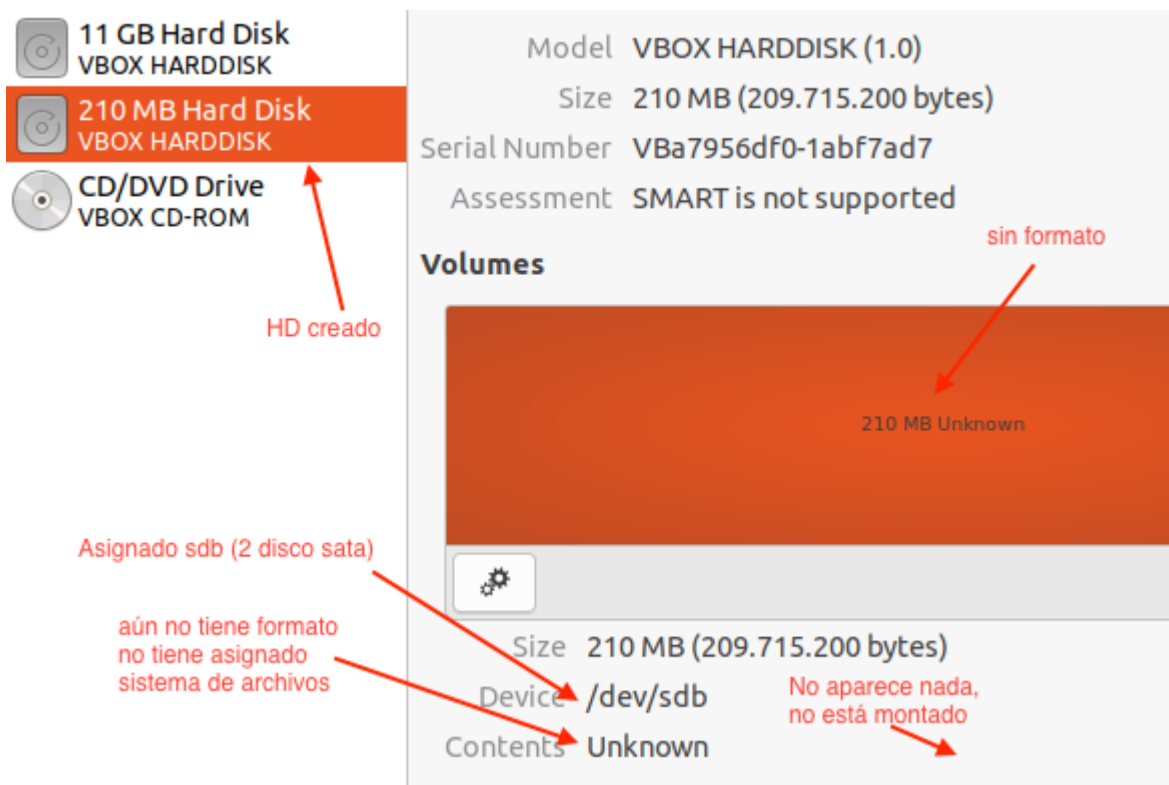 11 GB Hard Disk
VBOX HARDDISK
210 MB Hard Disk
VBOX HARDDISK
CD/DVD Drive
VBOX CD-ROM
HD creado
Model VBOX HARDDISK (1.0)
Size 210 MB (209.715.200 bytes)
Serial Number VBa7956df0-1abf7ad7
Assessment SMART is not supported
sin formato
Volumes
210 MB Unknown
Asignado sdb (2 disco sata)
aún no tiene formato
no tiene asignado
sistema de archivos
Size 210 MB (209.715.200 bytes)
Device /dev/sdb
Contents Unknown
No aparece nada,
no está montado